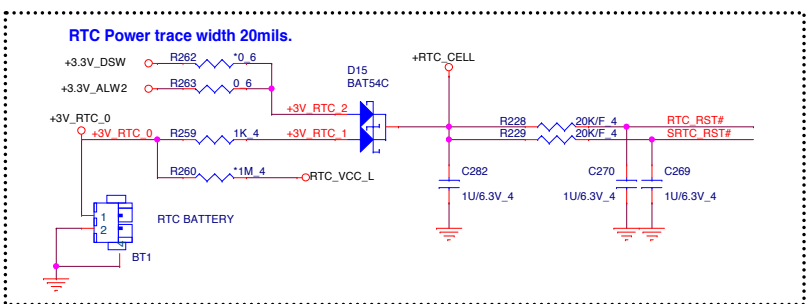 RTC Power trace width 20mils.
+3.3V_DSW R262 *0_6
+RTC_CELL
D15
BAT54C
+3.3V_ALW2 R263 0_6
+3V_RTC_2
+3V_RTC_0
+3V_RTC_0 R259 1K_4 +3V_RTC_1
R228 20K/F_4 RTC_RST#
R229 20K/F_4 SRTC_RST#
R260 *1M_4 RTC_VCC_L
C282 C270 C269
1U/6.3V_4 1U/6.3V_4 1U/6.3V_4
1
2
RTC BATTERY
BT1